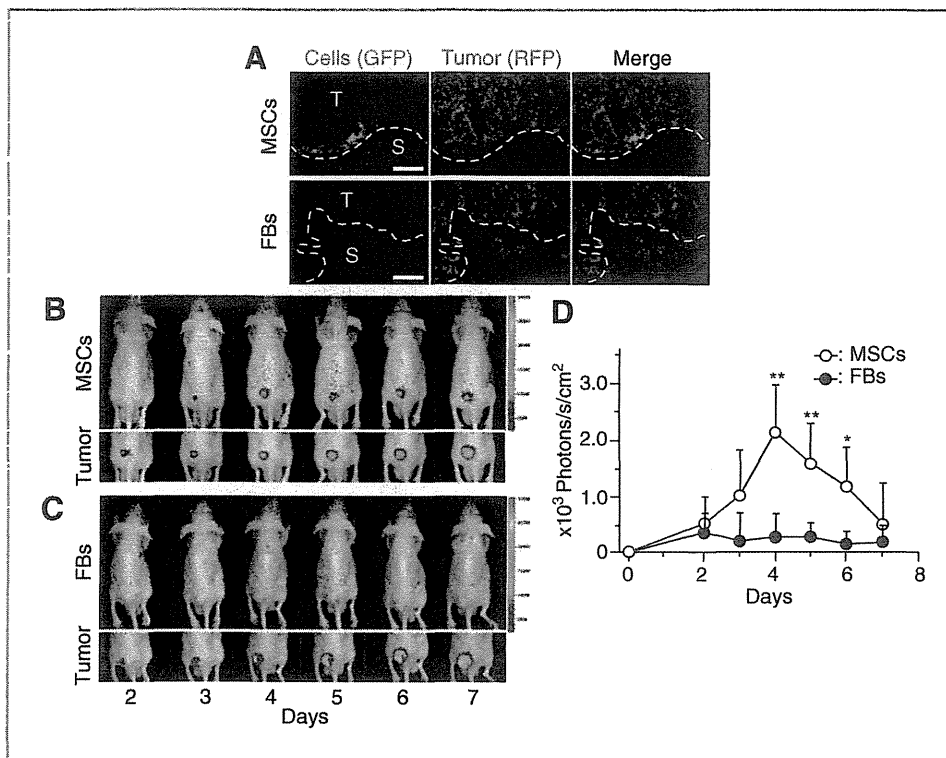 A
Cells (GFP) Tumor (RFP) Merge
MSCs
T
S
FBs
T
S
B
MSCs
Tumor
C
FBs
Tumor
2 3 4 5 6 7
Days
D
x10³ Photons/s/cm²
3.0
2.0
1.0
0
0 2 4 6 8
Days
** ** *
: MSCs
: FBs